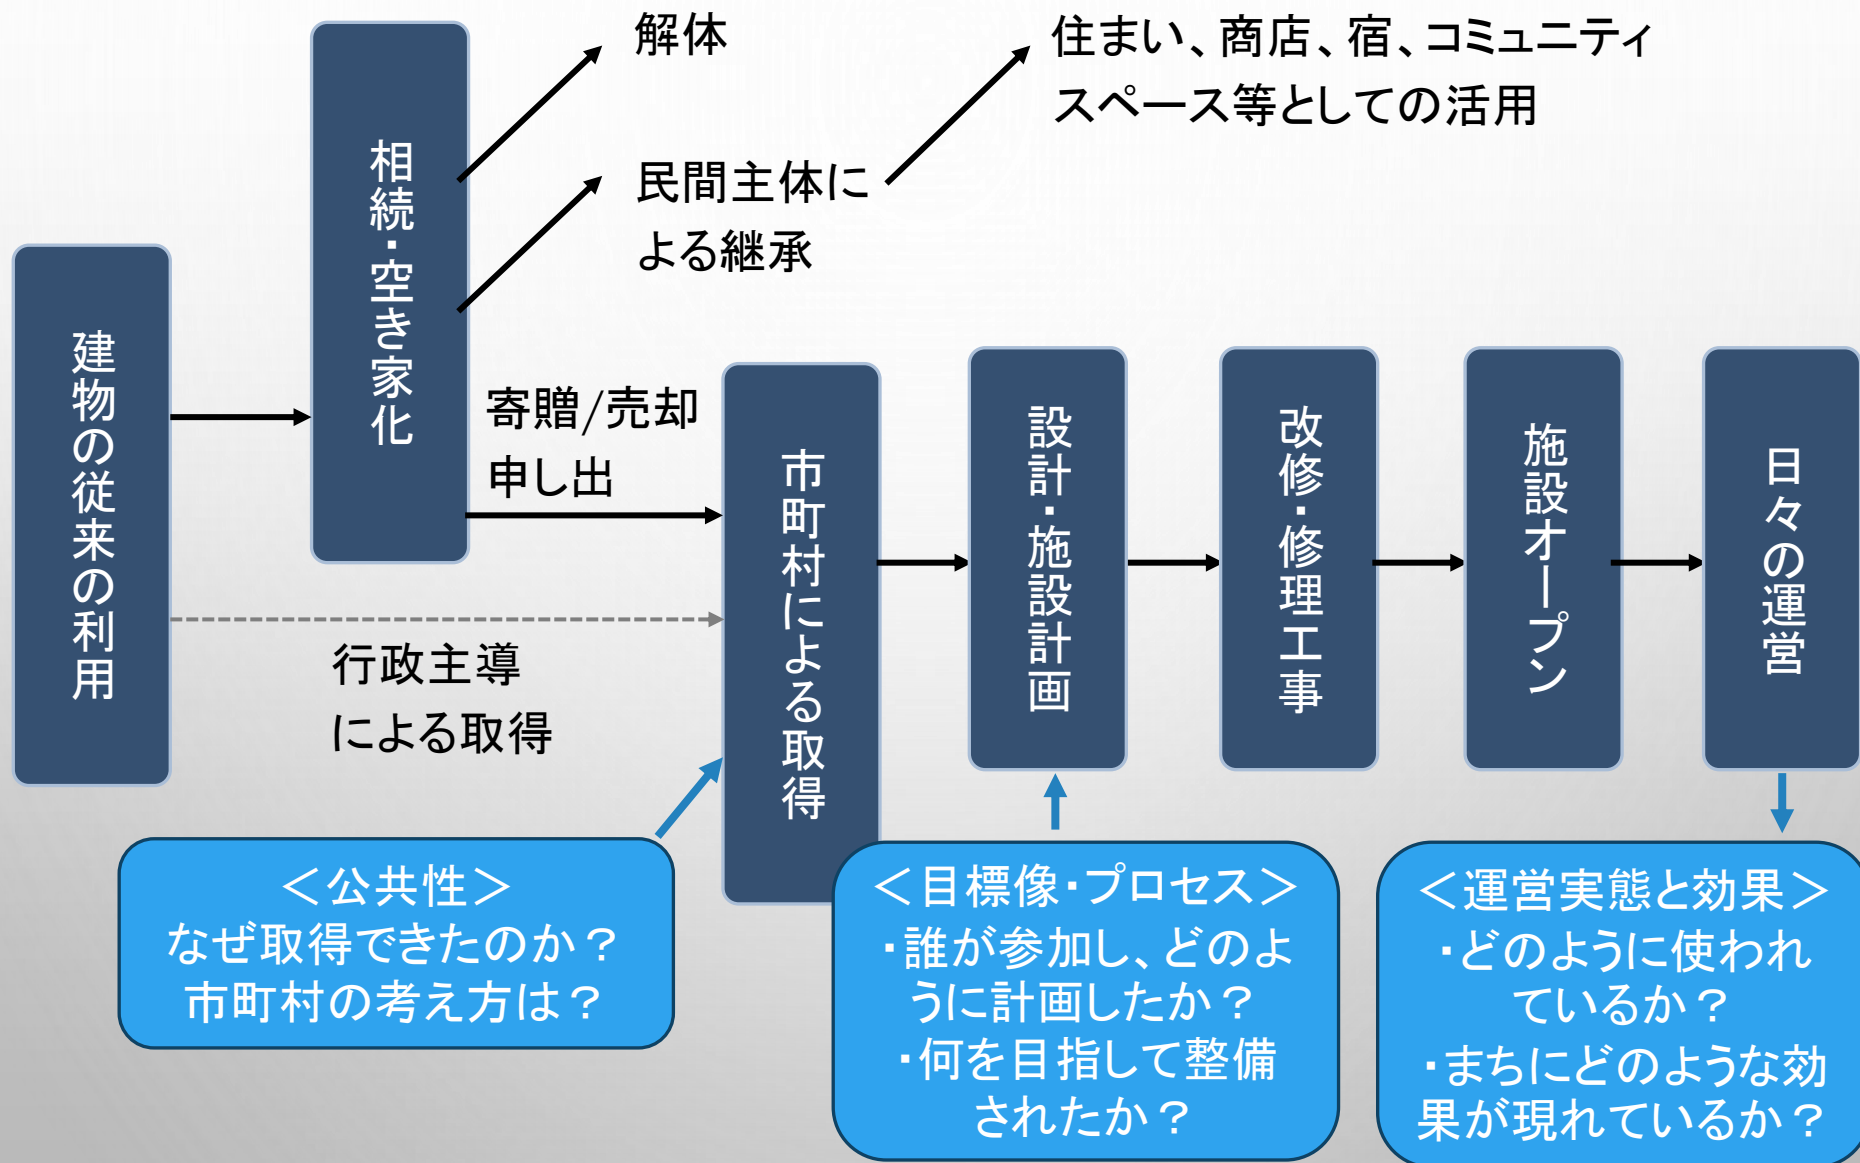 解体
住まい、商店、宿、コミュニティ
スペース等としての活用
民間主体に
よる継承
建物の従来の利用
相続・空き家化
寄贈/売却
申し出
行政主導
による取得
市町村による取得
設計・施設計画
改修・修理工事
施設オープン
日々の運営
＜公共性＞
なぜ取得できたのか？
市町村の考え方は？
＜目標像・プロセス＞
・誰が参加し、どのよ
うに計画したか？
・何を目指して整備
されたか？
＜運営実態と効果＞
・どのように使われ
ているか？
・まちにどのような効
果が現れているか？